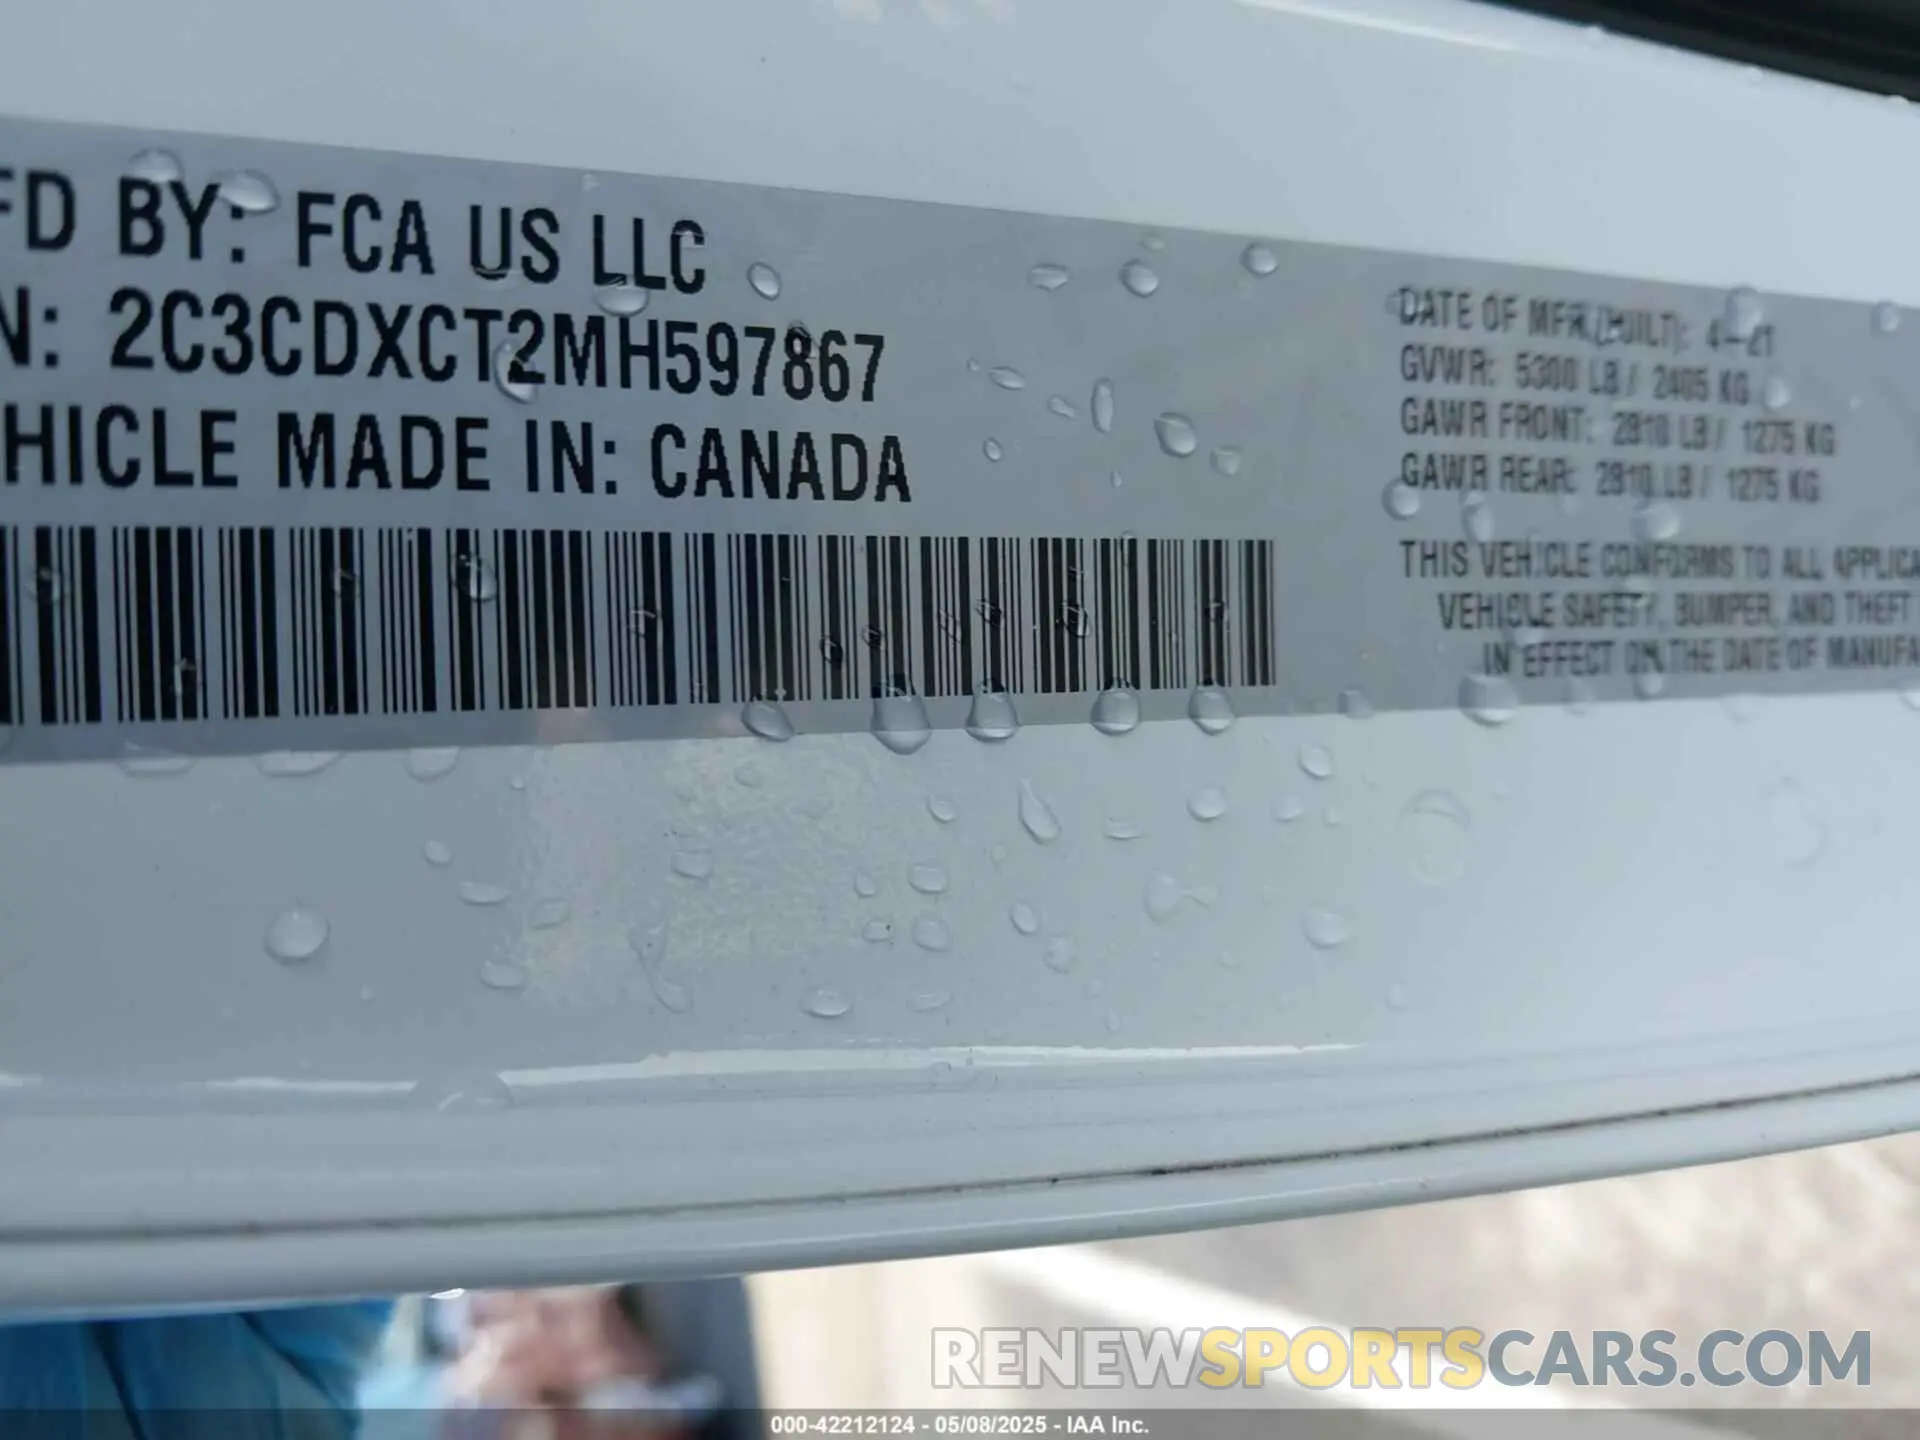 FD BY: FCA US LLC
N: 2C3CDXCT2MH597867
HICLE MADE IN: CANADA
DATE OF MFR.(BUILT): 4-21
GVWR: 5300 LB / 2405 KG
GAWR FRONT: 2810 LB / 1275 KG
GAWR REAR: 2810 LB / 1275 KG
THIS VEHICLE CONFORMS TO ALL APPLICA
VEHICLE SAFETY, BUMPER, AND THEFT
IN EFFECT ON THE DATE OF MANUFA
RENEWSPORTSCARS.COM
000-42212124 - 05/08/2025 - IAA Inc.